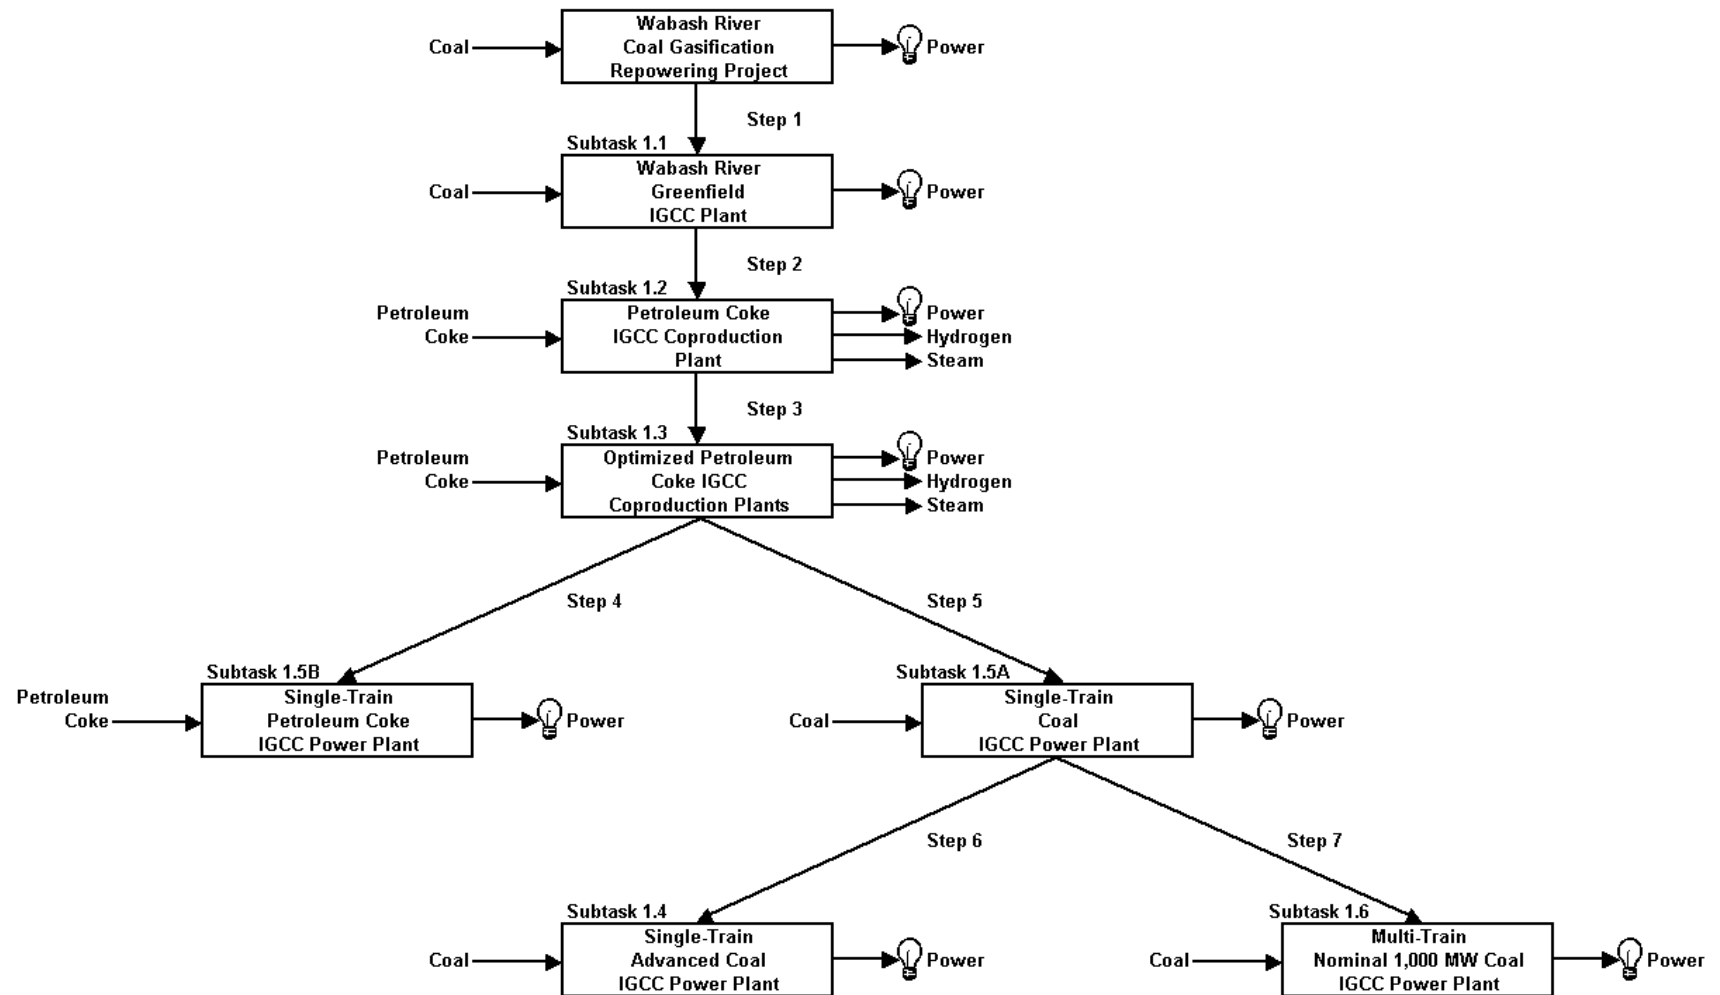 Wabash River
Coal Gasification
Repowering Project
Coal
Power
Step 1
Subtask 1.1
Wabash River
Greenfield
IGCC Plant
Coal
Power
Step 2
Subtask 1.2
Petroleum
Coke
Petroleum Coke
IGCC Coproduction
Plant
Power
Hydrogen
Steam
Step 3
Subtask 1.3
Petroleum
Coke
Optimized Petroleum
Coke IGCC
Coproduction Plants
Power
Hydrogen
Steam
Step 4
Step 5
Subtask 1.5B
Petroleum
Coke
Single-Train
Petroleum Coke
IGCC Power Plant
Power
Subtask 1.5A
Coal
Single-Train
Coal
IGCC Power Plant
Power
Step 6
Step 7
Subtask 1.4
Coal
Single-Train
Advanced Coal
IGCC Power Plant
Power
Subtask 1.6
Coal
Multi-Train
Nominal 1,000 MW Coal
IGCC Power Plant
Power